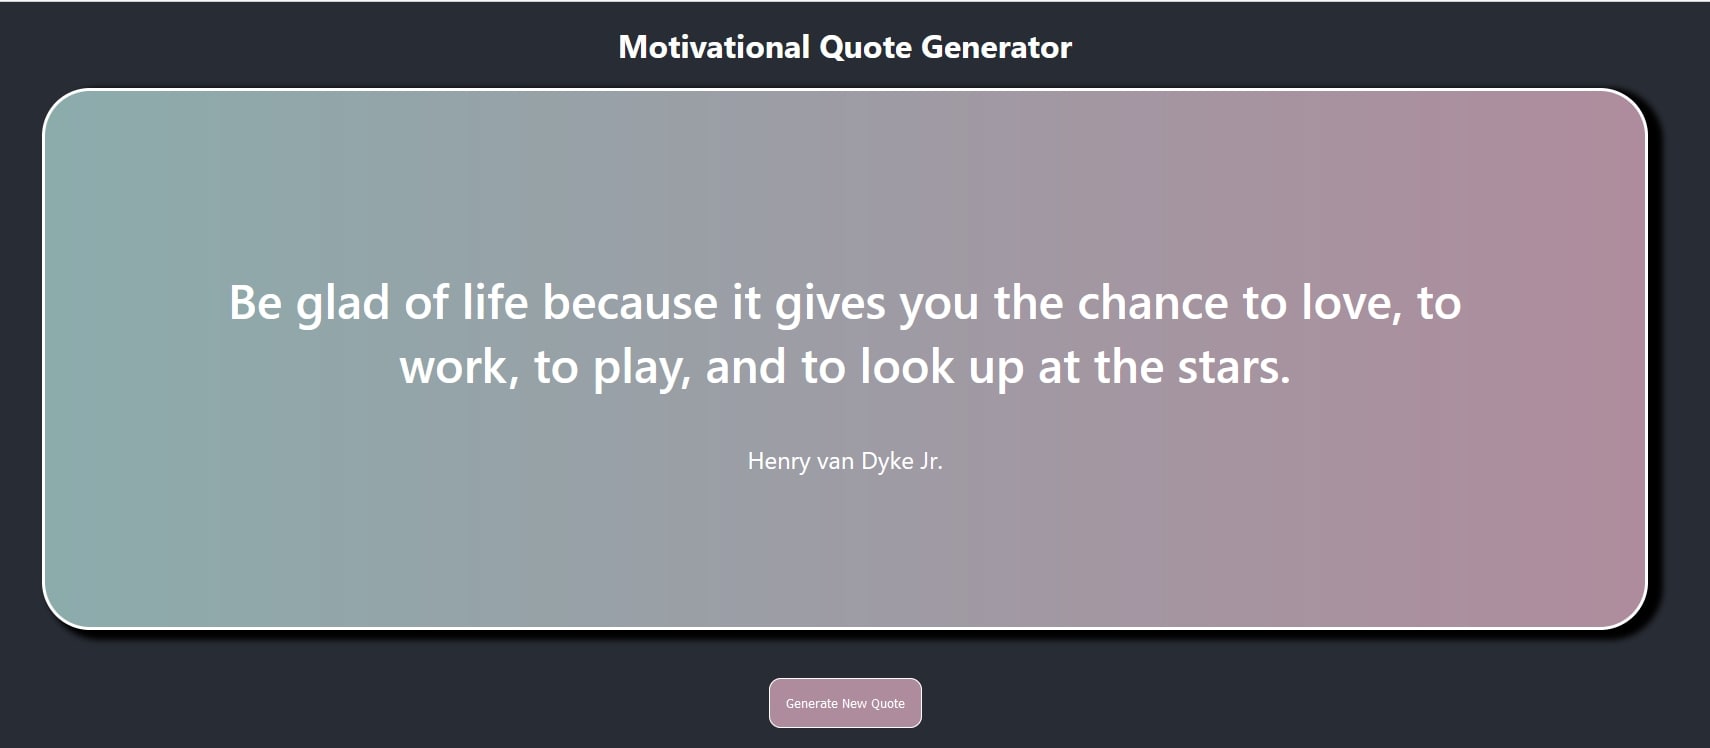 Motivational Quote Generator
Be glad of life because it gives you the chance to love, to
work, to play, and to look up at the stars.
Henry van Dyke Jr.
Generate New Quote